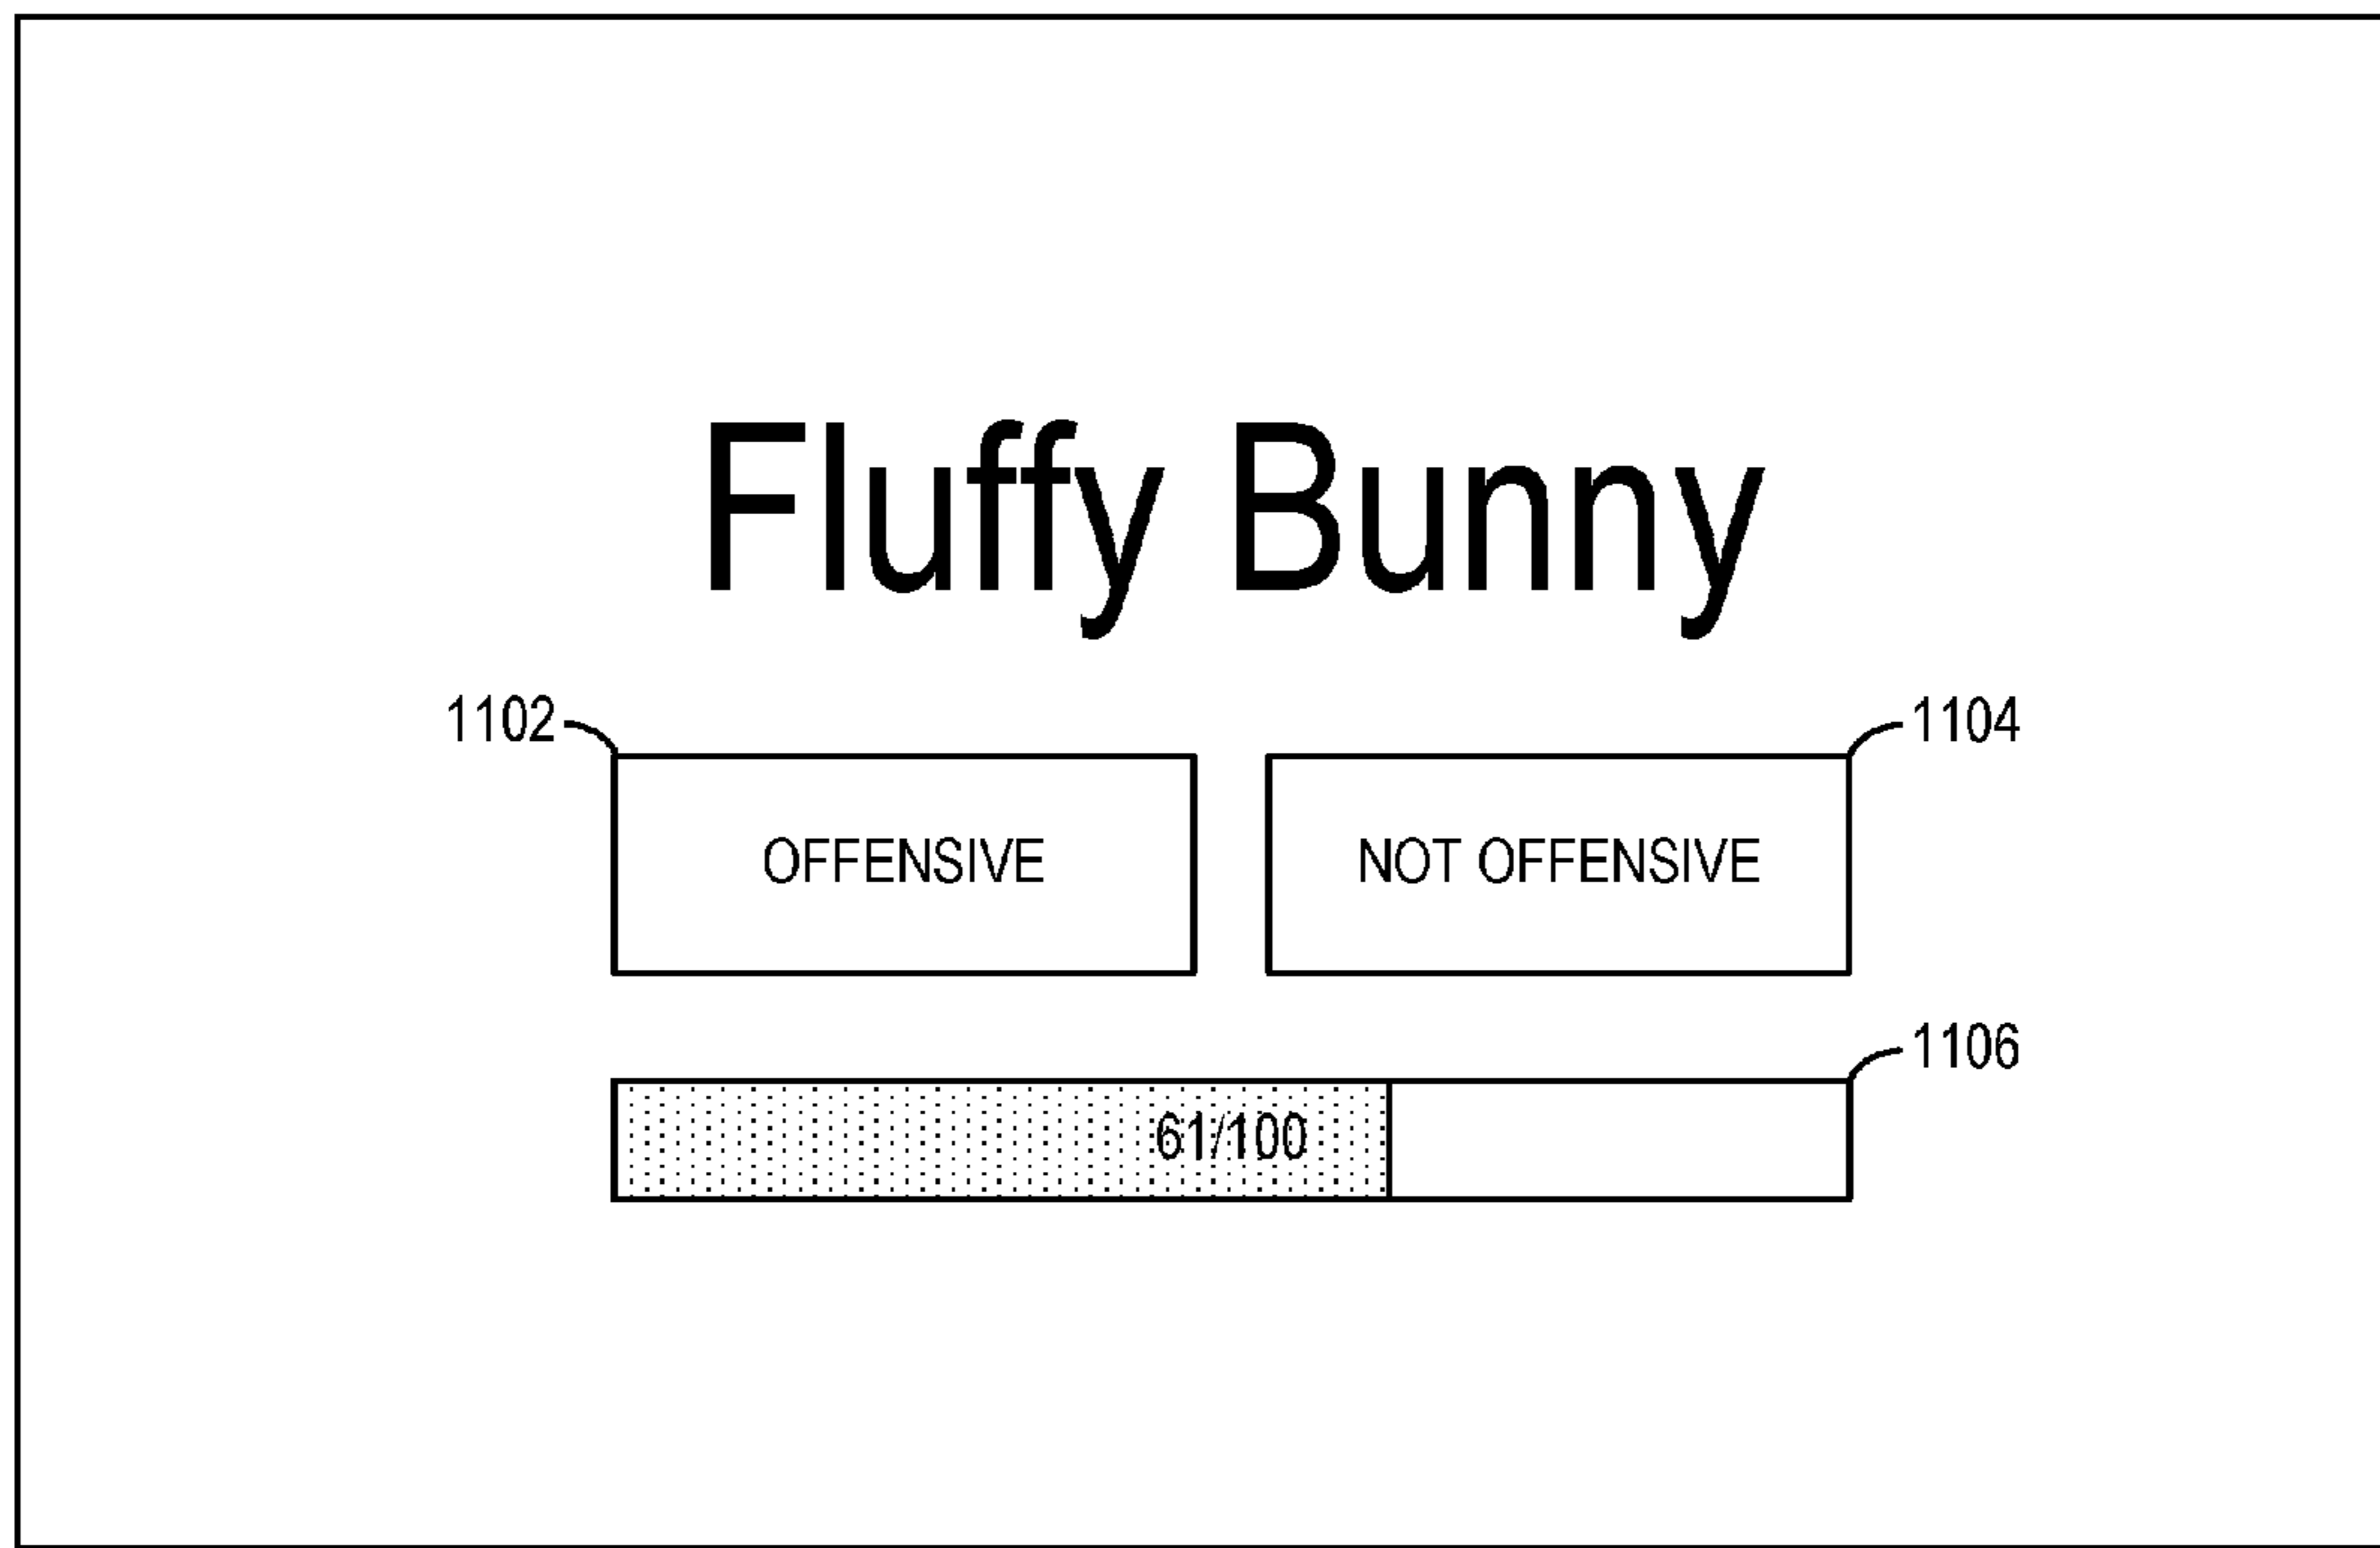 Fluffy Bunny
1102
1104
OFFENSIVE
NOT OFFENSIVE
1106
61/100